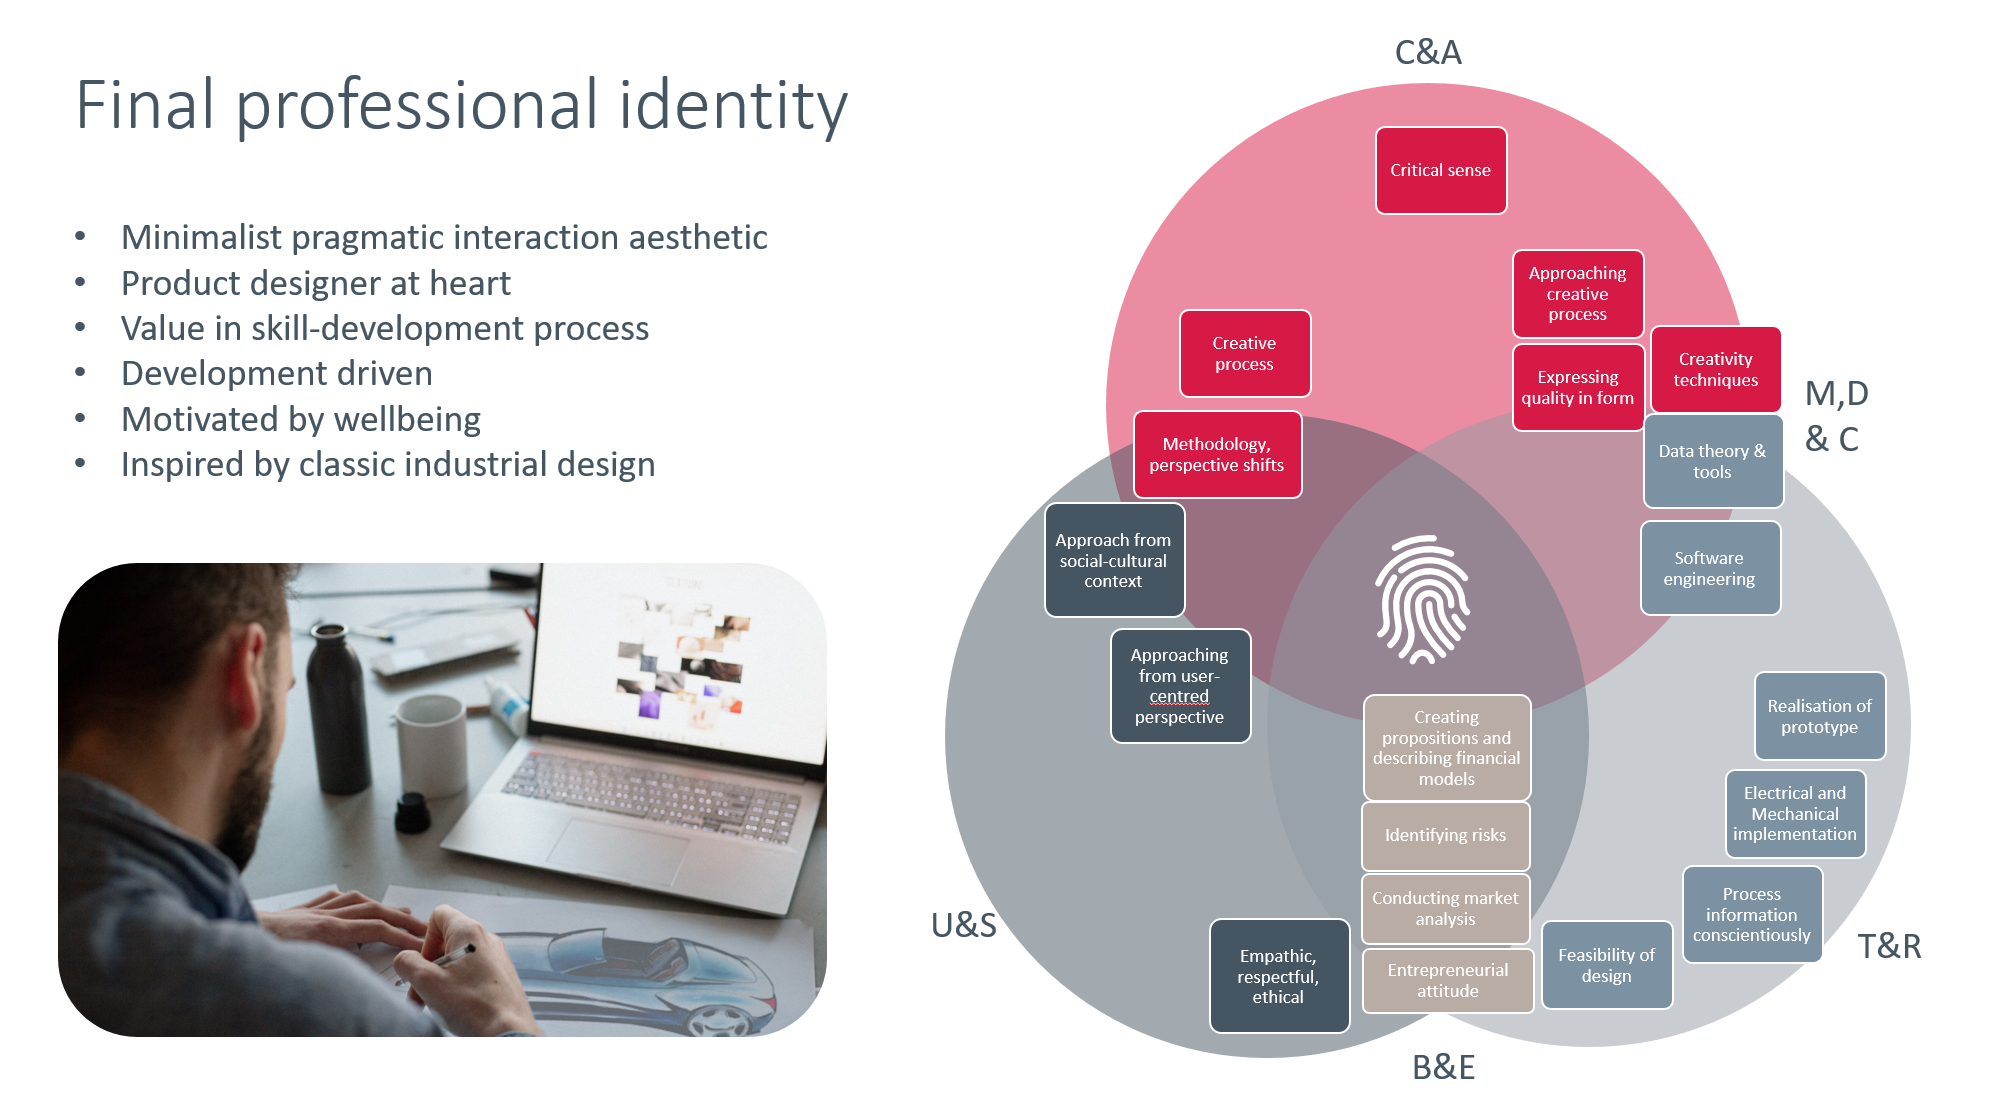 Final professional identity
• Minimalist pragmatic interaction aesthetic
• Product designer at heart
• Value in skill-development process
• Development driven
• Motivated by wellbeing
• Inspired by classic industrial design
C&A
Critical sense
Approaching
creative
process
Creative
process
Creativity
techniques
Expressing
quality in form
M,D
& C
Methodology,
perspective shifts
Data theory &
tools
Approach from
social-cultural
context
Software
engineering
Approaching
from user-
centred
perspective
Realisation of
prototype
Creating
propositions and
describing financial
models
Electrical and
Mechanical
implementation
Identifying risks
Conducting market
analysis
Process
information
conscientiously
U&S
T&R
Empathic,
respectful,
ethical
Entrepreneurial
attitude
Feasibility of
design
B&E